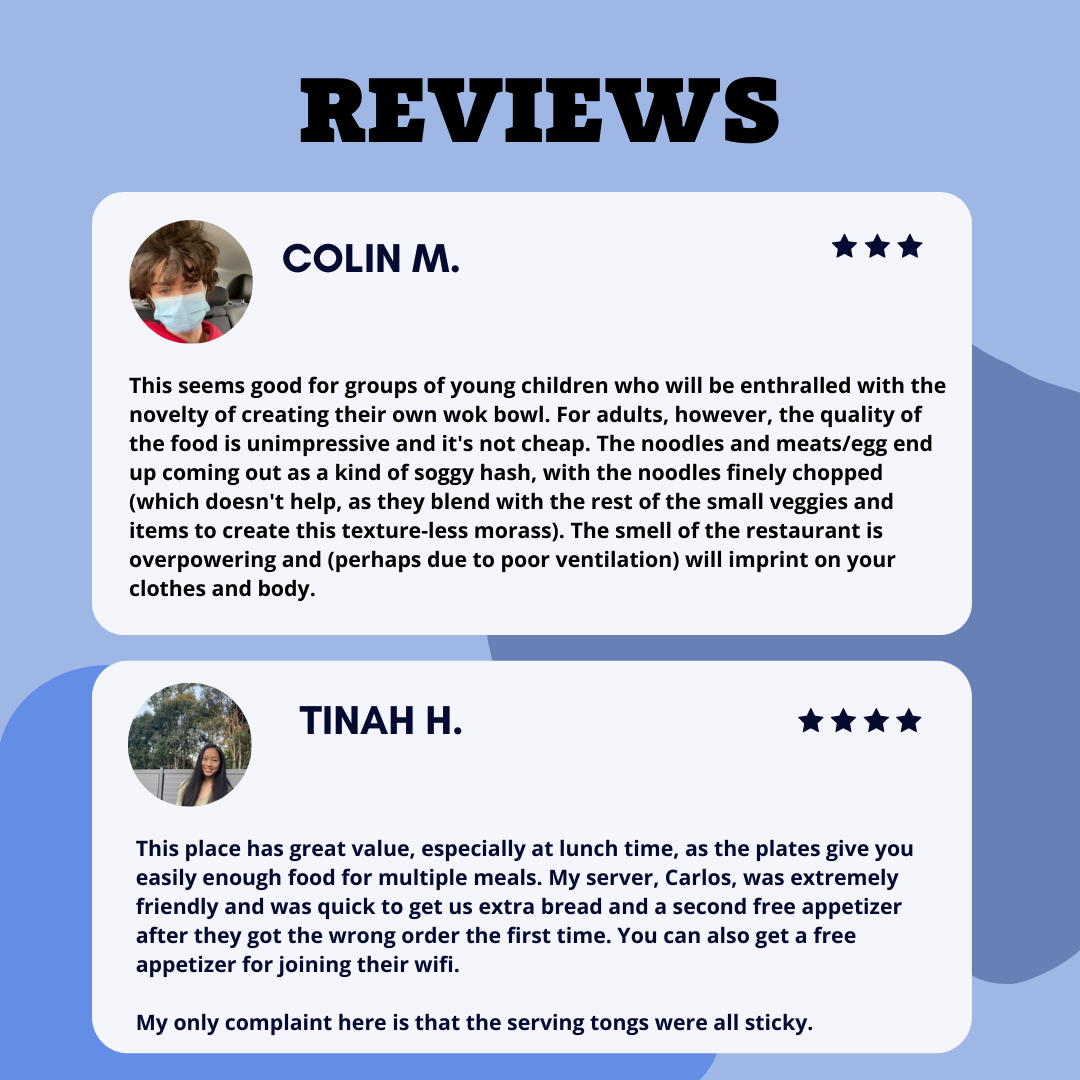 REVIEWS
COLIN M.
This seems good for groups of young children who will be enthralled with the
novelty of creating their own wok bowl. For adults, however, the quality of
the food is unimpressive and it's not cheap. The noodles and meats/egg end
up coming out as a kind of soggy hash, with the noodles finely chopped
(which doesn't help, as they blend with the rest of the small veggies and
items to create this texture-less morass). The smell of the restaurant is
overpowering and (perhaps due to poor ventilation) will imprint on your
clothes and body.
TINAH H.
This place has great value, especially at lunch time, as the plates give you
easily enough food for multiple meals. My server, Carlos, was extremely
friendly and was quick to get us extra bread and a second free appetizer
after they got the wrong order the first time. You can also get a free
appetizer for joining their wifi.
My only complaint here is that the serving tongs were all sticky.